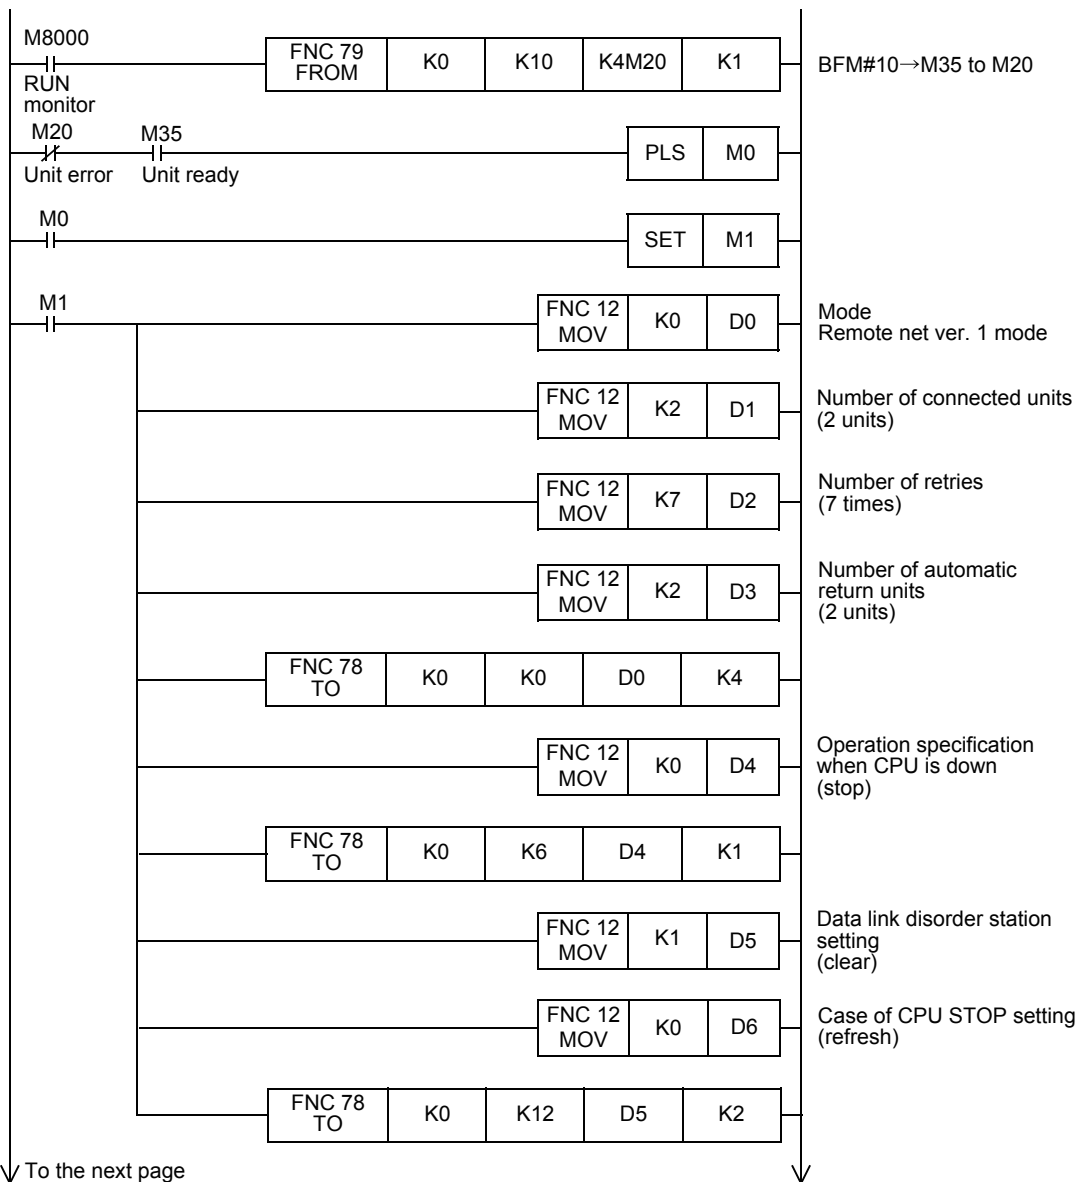 M8000
FNC 79
FROM
K0
K10
K4M20
K1
BFM#10→M35 to M20
RUN
monitor
M20
M35
PLS
M0
Unit error
Unit ready
M0
SET
M1
M1
FNC 12
MOV
K0
D0
Mode
Remote net ver. 1 mode
FNC 12
MOV
K2
D1
Number of connected units
(2 units)
FNC 12
MOV
K7
D2
Number of retries
(7 times)
FNC 12
MOV
K2
D3
Number of automatic
return units
(2 units)
FNC 78
TO
K0
K0
D0
K4
FNC 12
MOV
K0
D4
Operation specification
when CPU is down
(stop)
FNC 78
TO
K0
K6
D4
K1
FNC 12
MOV
K1
D5
Data link disorder station
setting
(clear)
FNC 12
MOV
K0
D6
Case of CPU STOP setting
(refresh)
FNC 78
TO
K0
K12
D5
K2
To the next page